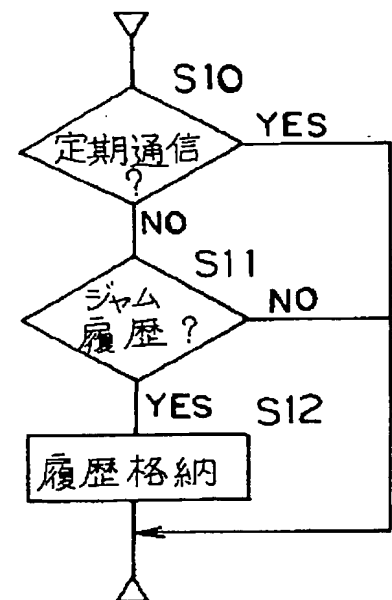 S10
定期通信
?
YES
NO
S11
ジャム
履歴?
NO
YES
S12
履歴格納